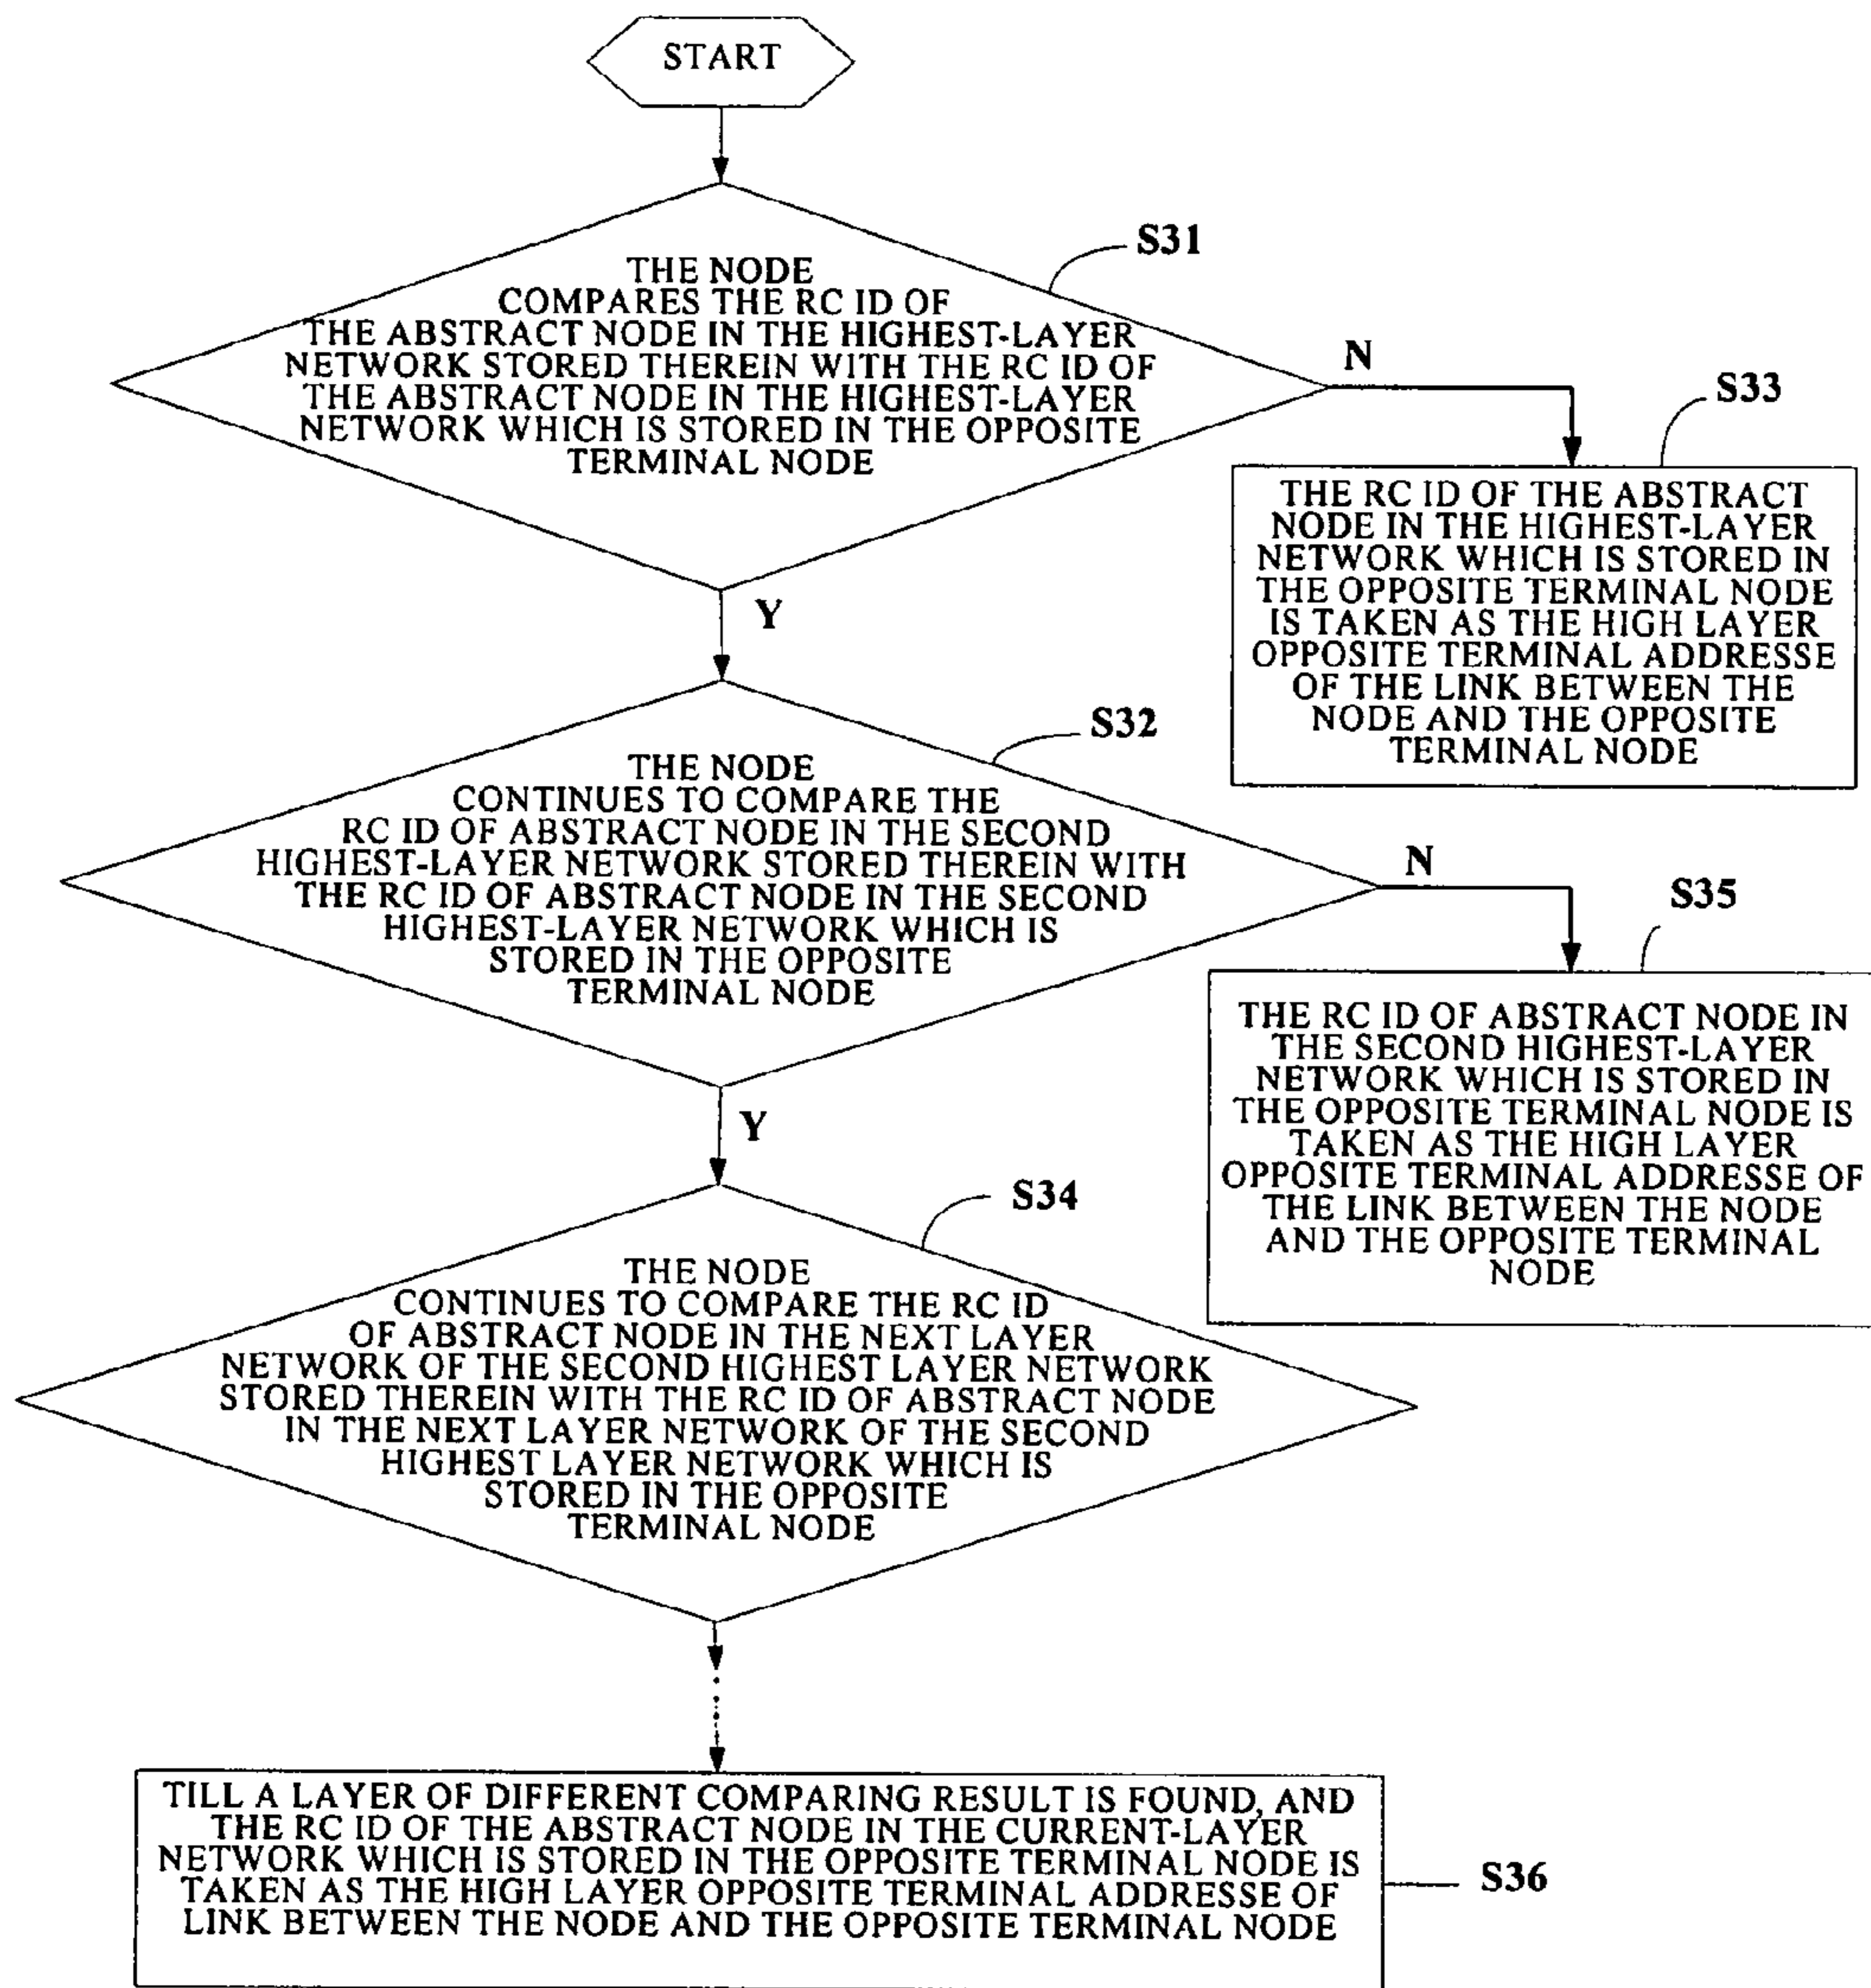 START
S31
THE NODE
COMPARES THE RC ID OF
THE ABSTRACT NODE IN THE HIGHEST-LAYER
NETWORK STORED THEREIN WITH THE RC ID OF
THE ABSTRACT NODE IN THE HIGHEST-LAYER
NETWORK WHICH IS STORED IN THE OPPOSITE
TERMINAL NODE
N
S33
THE RC ID OF THE ABSTRACT
NODE IN THE HIGHEST-LAYER
NETWORK WHICH IS STORED IN
THE OPPOSITE TERMINAL NODE
IS TAKEN AS THE HIGH LAYER
OPPOSITE TERMINAL ADDRESSE
OF THE LINK BETWEEN THE
NODE AND THE OPPOSITE
TERMINAL NODE
Y
S32
THE NODE
CONTINUES TO COMPARE THE
RC ID OF ABSTRACT NODE IN THE SECOND
HIGHEST-LAYER NETWORK STORED THEREIN WITH
THE RC ID OF ABSTRACT NODE IN THE SECOND
HIGHEST-LAYER NETWORK WHICH IS
STORED IN THE OPPOSITE
TERMINAL NODE
N
S35
THE RC ID OF ABSTRACT NODE IN
THE SECOND HIGHEST-LAYER
NETWORK WHICH IS STORED IN
THE OPPOSITE TERMINAL NODE IS
TAKEN AS THE HIGH LAYER
OPPOSITE TERMINAL ADDRESSE OF
THE LINK BETWEEN THE NODE
AND THE OPPOSITE TERMINAL
NODE
Y
S34
THE NODE
CONTINUES TO COMPARE THE RC ID
OF ABSTRACT NODE IN THE NEXT LAYER
NETWORK OF THE SECOND HIGHEST LAYER NETWORK
STORED THEREIN WITH THE RC ID OF ABSTRACT NODE
IN THE NEXT LAYER NETWORK OF THE SECOND
HIGHEST LAYER NETWORK WHICH IS
STORED IN THE OPPOSITE
TERMINAL NODE
TILL A LAYER OF DIFFERENT COMPARING RESULT IS FOUND, AND
THE RC ID OF THE ABSTRACT NODE IN THE CURRENT-LAYER
NETWORK WHICH IS STORED IN THE OPPOSITE TERMINAL NODE IS
TAKEN AS THE HIGH LAYER OPPOSITE TERMINAL ADDRESSE OF
LINK BETWEEN THE NODE AND THE OPPOSITE TERMINAL NODE
S36